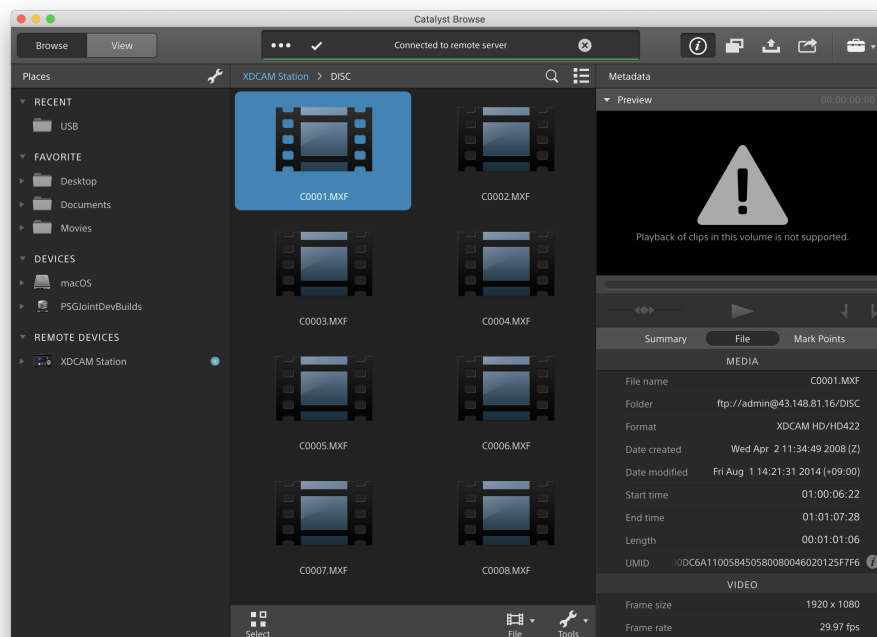 Catalyst Browse
Browse
View
Connected to remote server
Places
XDCAM Station > DISC
Metadata
RECENT
USB
FAVORITE
Desktop
Documents
Movies
DEVICES
macOS
PSGJointDevBuilds
REMOTE DEVICES
XDCAM Station
C0001.MXF
C0002.MXF
C0003.MXF
C0004.MXF
C0005.MXF
C0006.MXF
C0007.MXF
C0008.MXF
Select
File
Tools
Preview 00:00:00:00
Playback of clips in this volume is not supported.
Summary
File
Mark Points
MEDIA
File name C0001.MXF
Folder ftp://admin@43.148.81.16/DISC
Format XDCAM HD/HD422
Date created Wed Apr 2 11:34:49 2008 (Z)
Date modified Fri Aug 1 14:21:31 2014 (+09:00)
Start time 01:00:06:22
End time 01:01:07:28
Length 00:01:01:06
UMID
VIDEO
Frame size 1920 x 1080
Frame rate 29.97 fps